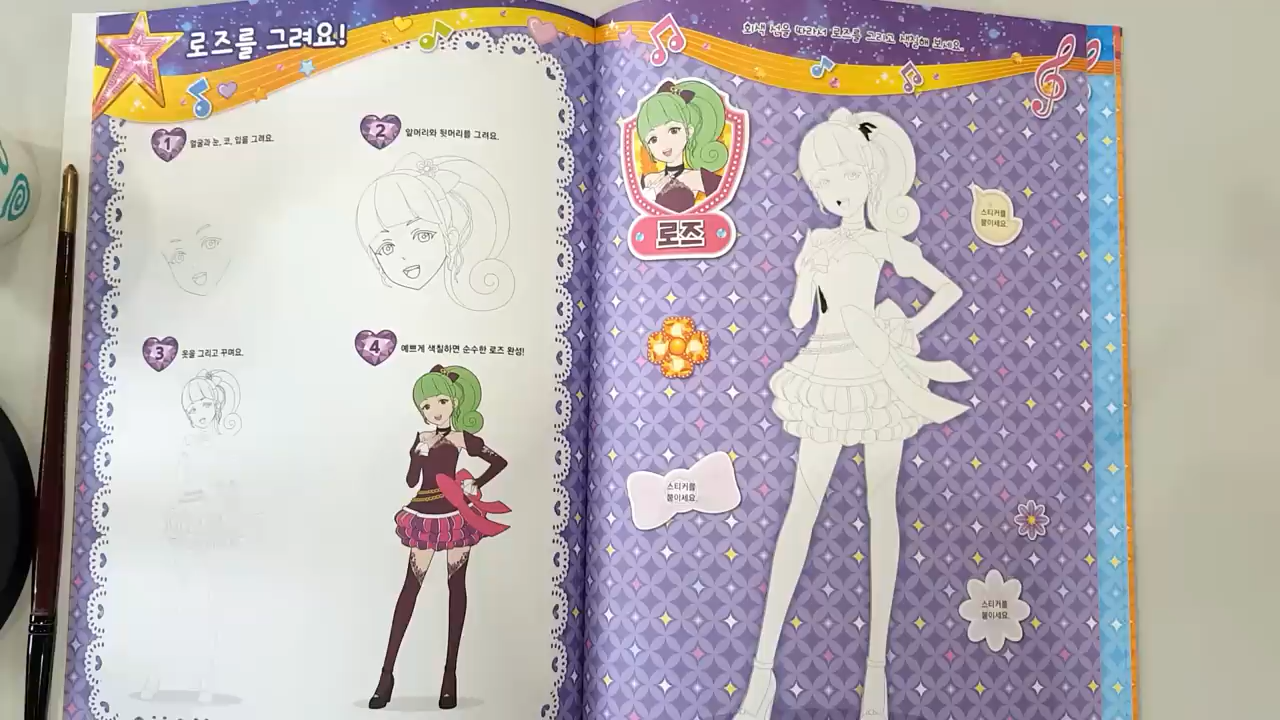 로즈를 그려요!
1 얼굴과 눈, 코, 입을 그려요.
2 앞머리와 뒷머리를 그려요.
3 옷을 그리고 꾸며요.
4 예쁘게 색칠하면 순수한 로즈 완성!
회색 선을 따라서 로즈를 그리고 색칠해 보세요.
로즈
스티커를
붙이세요.
스티커를
붙이세요.
스티커를
붙이세요.